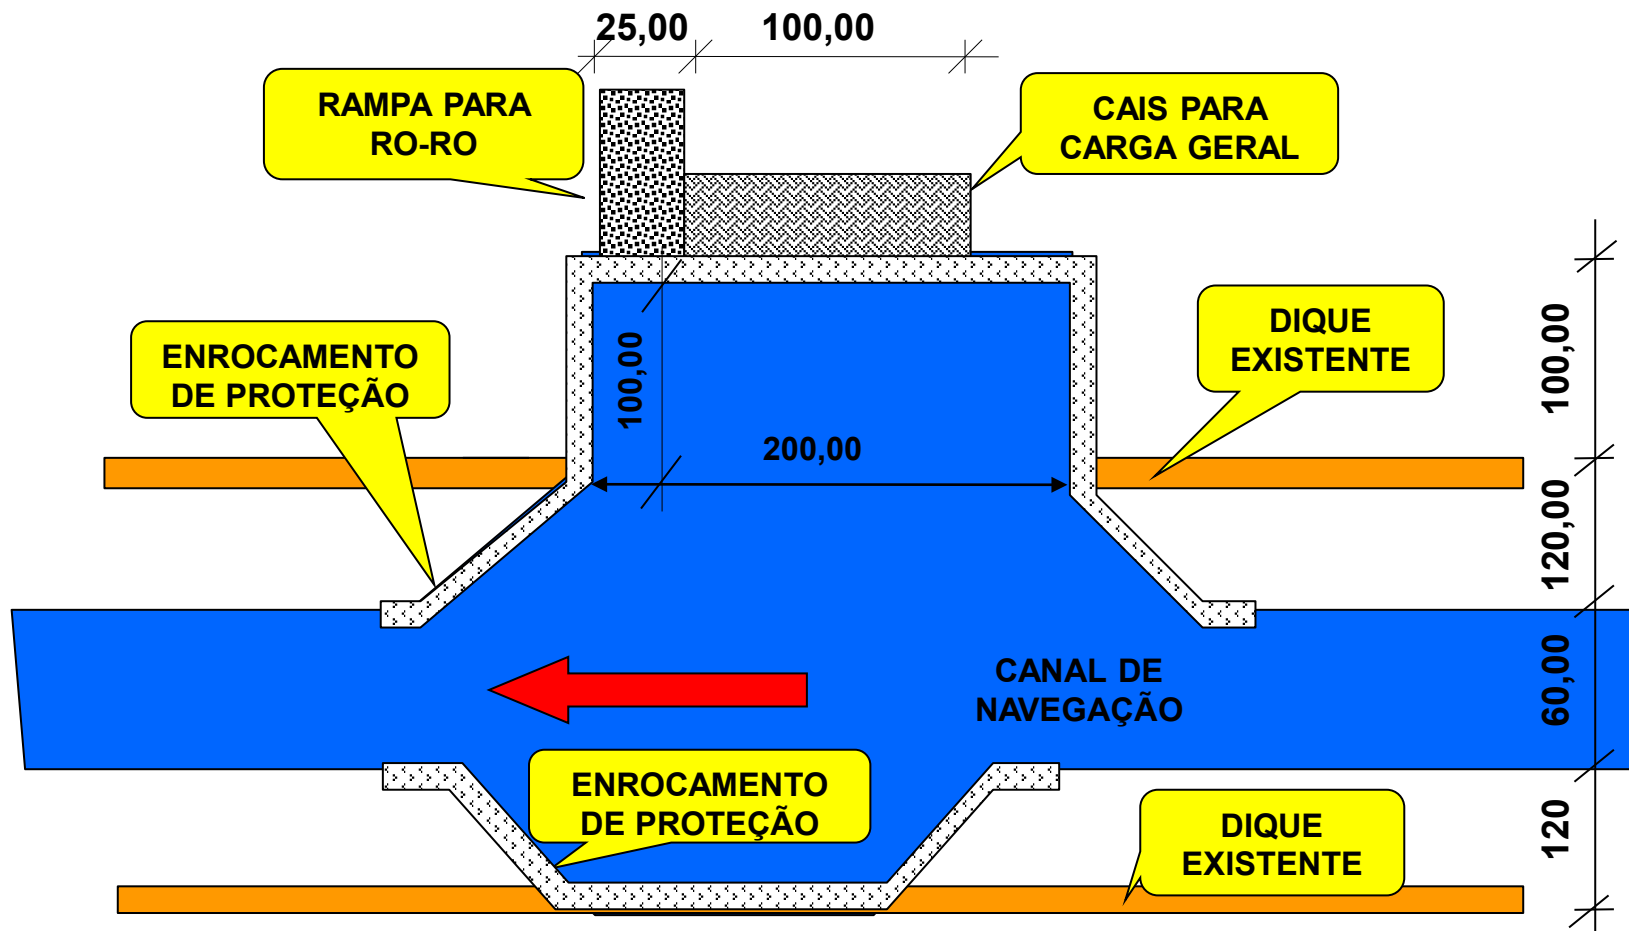 25,00 100,00
RAMPA PARA
RO-RO
CAIS PARA
CARGA GERAL
ENROCAMENTO
DE PROTEÇÃO
DIQUE
EXISTENTE
100,00
100,00
200,00
120,00
CANAL DE
NAVEGAÇÃO
60,00
ENROCAMENTO
DE PROTEÇÃO
DIQUE
EXISTENTE
120